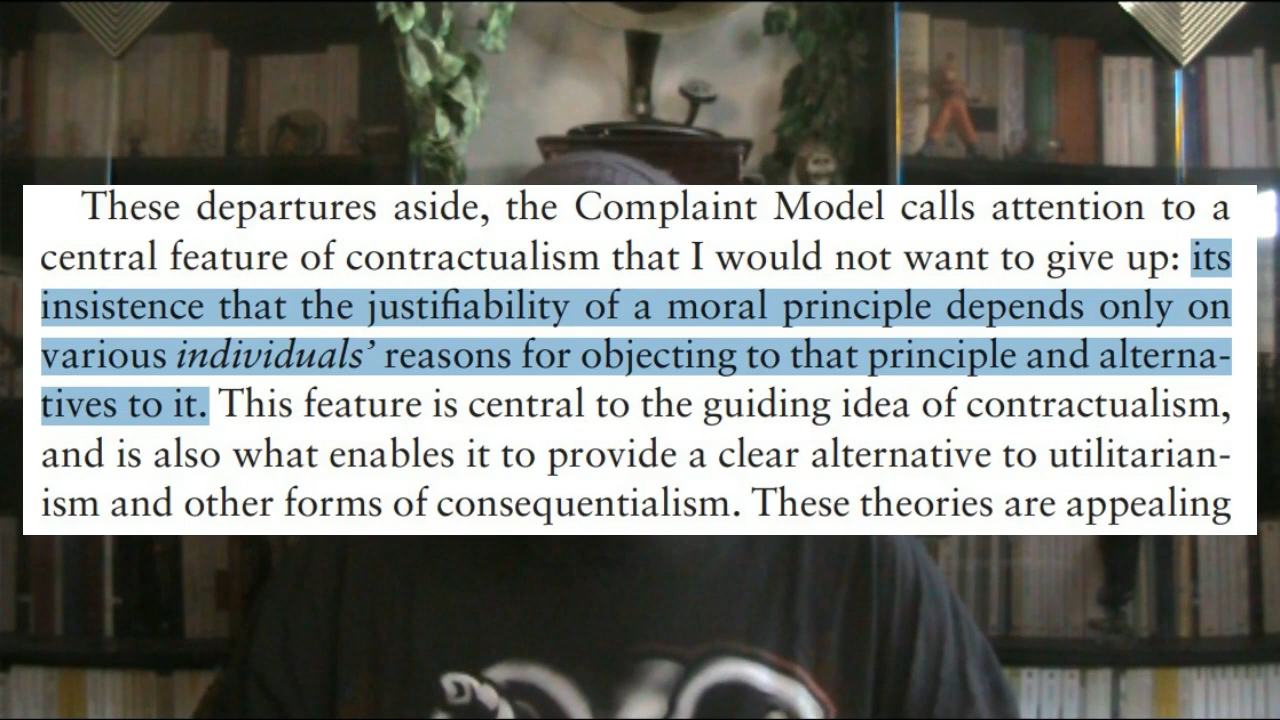 These departures aside, the Complaint Model calls attention to a
central feature of contractualism that I would not want to give up: its
insistence that the justifiability of a moral principle depends only on
various individuals’ reasons for objecting to that principle and alterna-
tives to it. This feature is central to the guiding idea of contractualism,
and is also what enables it to provide a clear alternative to utilitarian-
ism and other forms of consequentialism. These theories are appealing